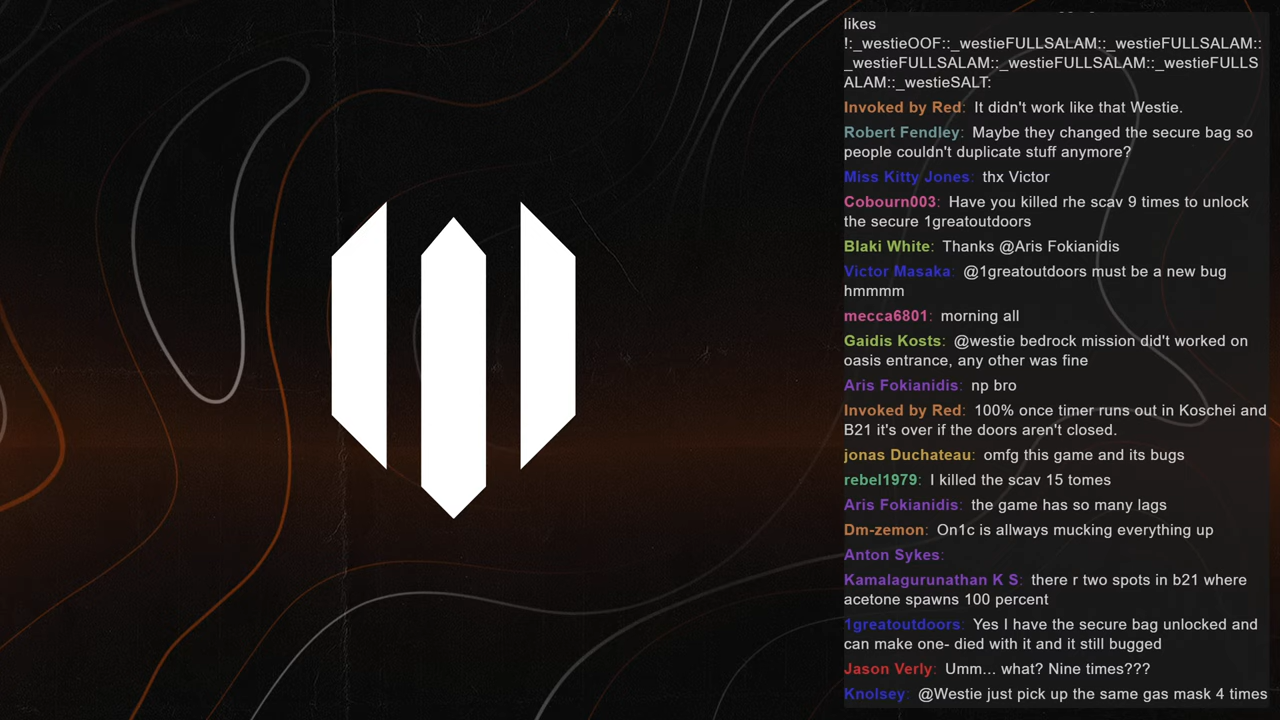 likes
!:_westieOOF::_westieFULLSALAM::_westieFULLSALAM::
_westieFULLSALAM::_westieFULLSALAM::_westieFULLS
ALAM::_westieSALT:
Invoked by Red: It didn't work like that Westie.
Robert Fendley: Maybe they changed the secure bag so
people couldn't duplicate stuff anymore?
Miss Kitty Jones: thx Victor
Cobourn003: Have you killed rhe scav 9 times to unlock
the secure 1greatoutdoors
Blaki White: Thanks @Aris Fokianidis
Victor Masaka: @1greatoutdoors must be a new bug
hmmmm
mecca6801: morning all
Gaidis Kosts: @westie bedrock mission did't worked on
oasis entrance, any other was fine
Aris Fokianidis: np bro
Invoked by Red: 100% once timer runs out in Koschei and
B21 it's over if the doors aren't closed.
jonas Duchateau: omfg this game and its bugs
rebel1979: I killed the scav 15 tomes
Aris Fokianidis: the game has so many lags
Dm-zemon: On1c is allways mucking everything up
Anton Sykes:
Kamalagurunathan K S: there r two spots in b21 where
acetone spawns 100 percent
1greatoutdoors: Yes I have the secure bag unlocked and
can make one- died with it and it still bugged
Jason Verly: Umm... what? Nine times???
Knolsey: @Westie just pick up the same gas mask 4 times